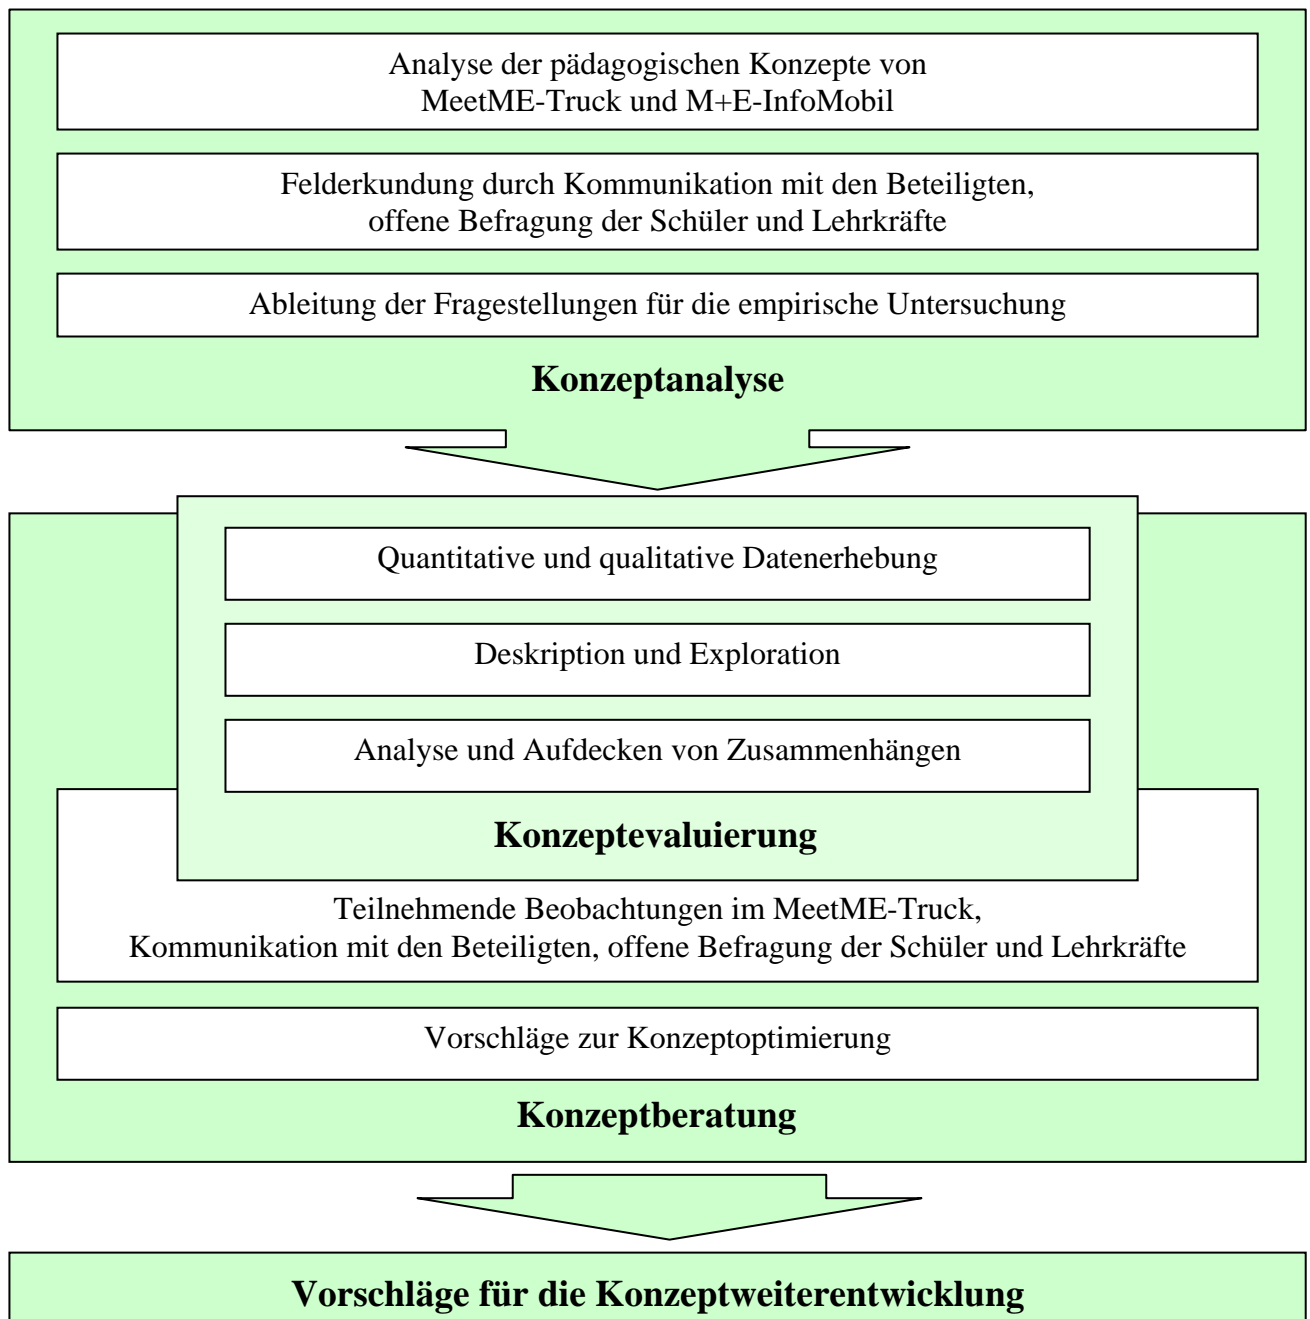 Analyse der pädagogischen Konzepte von
MeetME-Truck und M+E-InfoMobil
Felderkundung durch Kommunikation mit den Beteiligten,
offene Befragung der Schüler und Lehrkräfte
Ableitung der Fragestellungen für die empirische Untersuchung
Konzeptanalyse
Quantitative und qualitative Datenerhebung
Deskription und Exploration
Analyse und Aufdecken von Zusammenhängen
Konzeptevaluierung
Teilnehmende Beobachtungen im MeetME-Truck,
Kommunikation mit den Beteiligten, offene Befragung der Schüler und Lehrkräfte
Vorschläge zur Konzeptoptimierung
Konzeptberatung
Vorschläge für die Konzeptweiterentwicklung